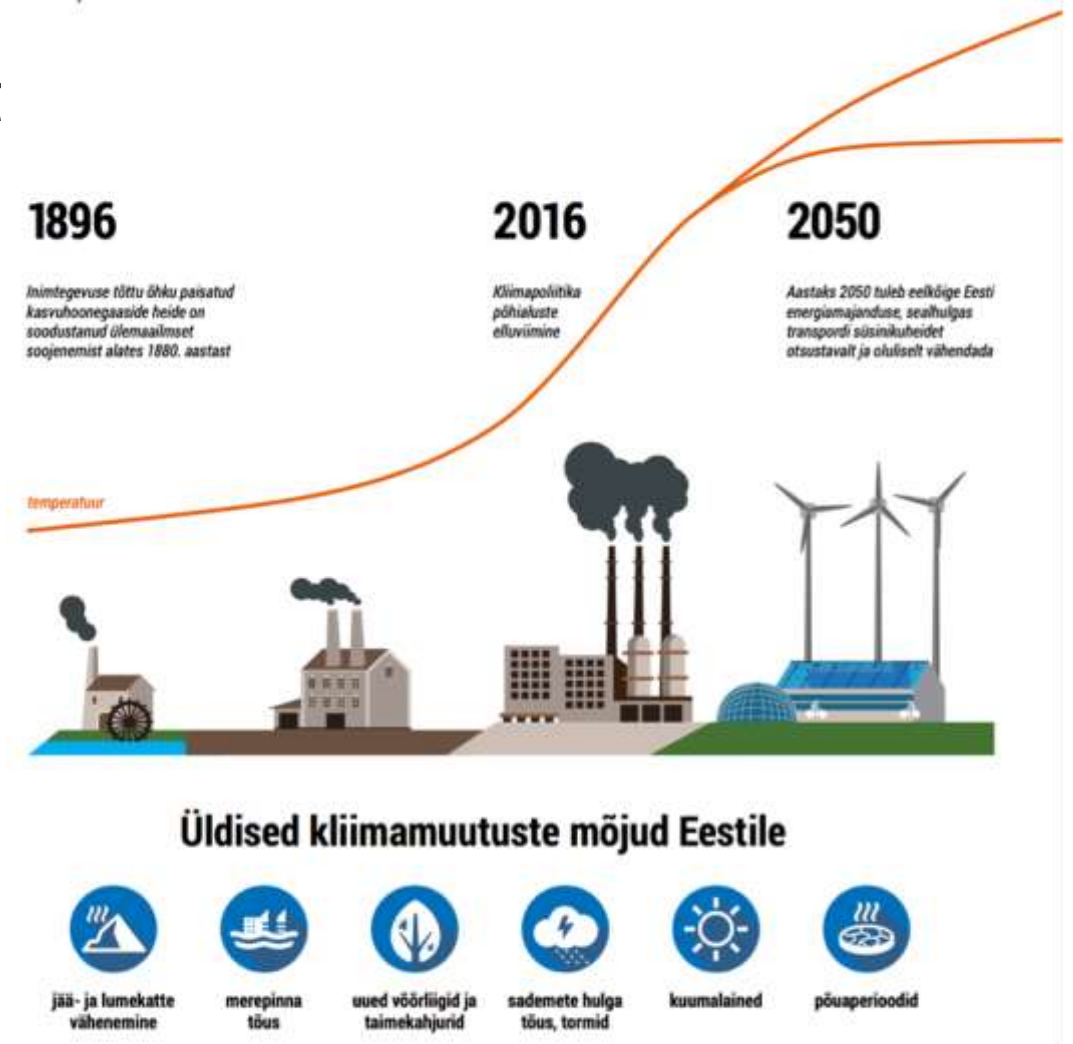 1896
Inimtegevuse tõttu õhku paisatud
kasvuhoonegaaside heide on
soodustanud ülemaailmset
soojenemist alates 1880. aastast
2016
Kliimapoliitika
põhialuste
elluviimine
2050
Aastaks 2050 tuleb eelkõige Eesti
energiamajanduse, sealhulgas
transpordi süsinikuheidet
otsustavalt ja oluliselt vähendada
temperatuur
Üldised kliimamuutuste mõjud Eestile
jää- ja lumekatte
vähenemine
merepinna
tõus
uued võõrliigid ja
taimekahjurid
sademete hulga
tõus, tormid
kuumalained
põuaperioodid